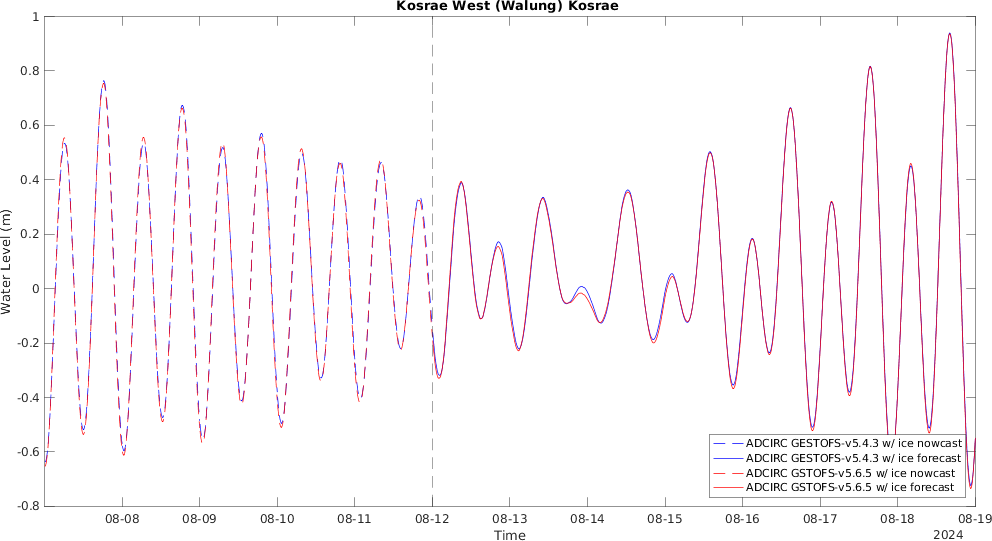 Kosrae West (Walung) Kosrae
1
0.8
0.6
0.4
0.2
0
-0.2
-0.4
-0.6
-0.8
Water Level (m)
08-08 08-09 08-10 08-11 08-12 08-13 08-14 08-15 08-16 08-17 08-18 08-19
Time
2024
ADCIRC GESTOFS-v5.4.3 w/ ice nowcast
ADCIRC GESTOFS-v5.4.3 w/ ice forecast
ADCIRC GSTOFS-v5.6.5 w/ ice nowcast
ADCIRC GSTOFS-v5.6.5 w/ ice forecast